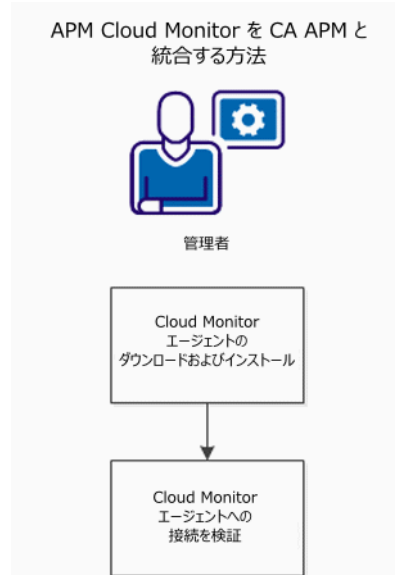 APM Cloud Monitor を CA APM と
統合する方法
管理者
Cloud Monitor
エージェントの
ダウンロードおよびインストール
Cloud Monitor
エージェントへの
接続を検証